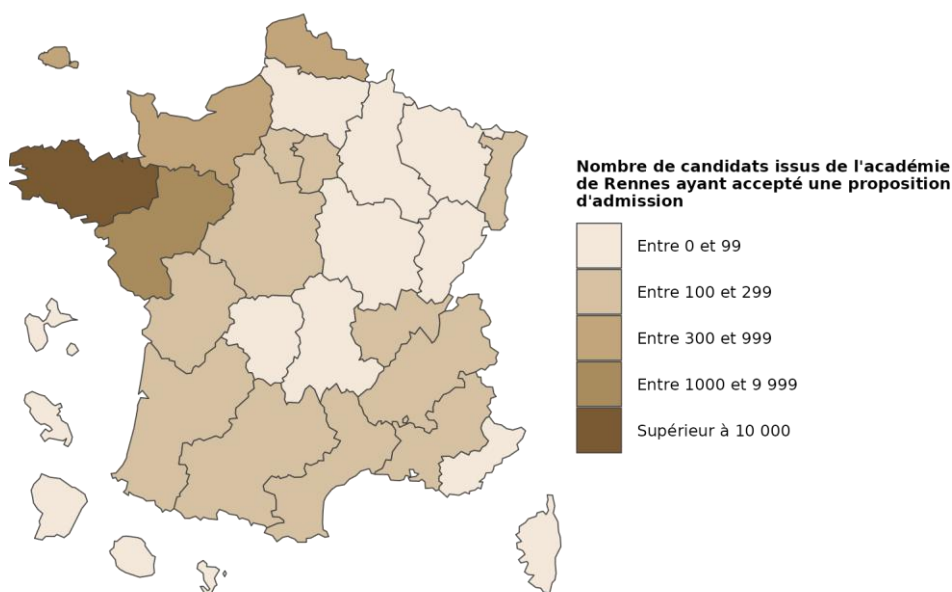 Nombre de candidats issus de l'académie
de Rennes ayant accepté une proposition
d'admission
Entre 0 et 99
Entre 100 et 299
Entre 300 et 999
Entre 1000 et 9 999
Supérieur à 10 000